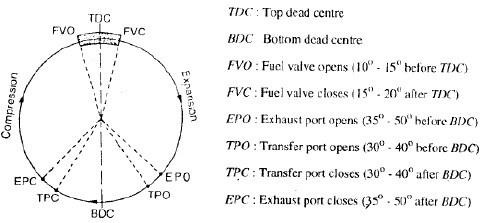 TDC
FVO
FVC
Compression
Expansion
EPC
TPC
BDC
TPO
EPO
TDC : Top dead centre
BDC Bottom dead centre
FVO : Fuel valve opens (10° - 15° before TDC)
FVC : Fuel valve closes (15° - 20° after TDC)
EPO : Exhaust port opens (35° - 50° before BDC)
TPO : Transfer port opens (30° - 40° before BDC)
TPC : Transfer port closes (30° - 40° after BDC)
EPC : Exhaust port closes (35° - 50° after BDC)